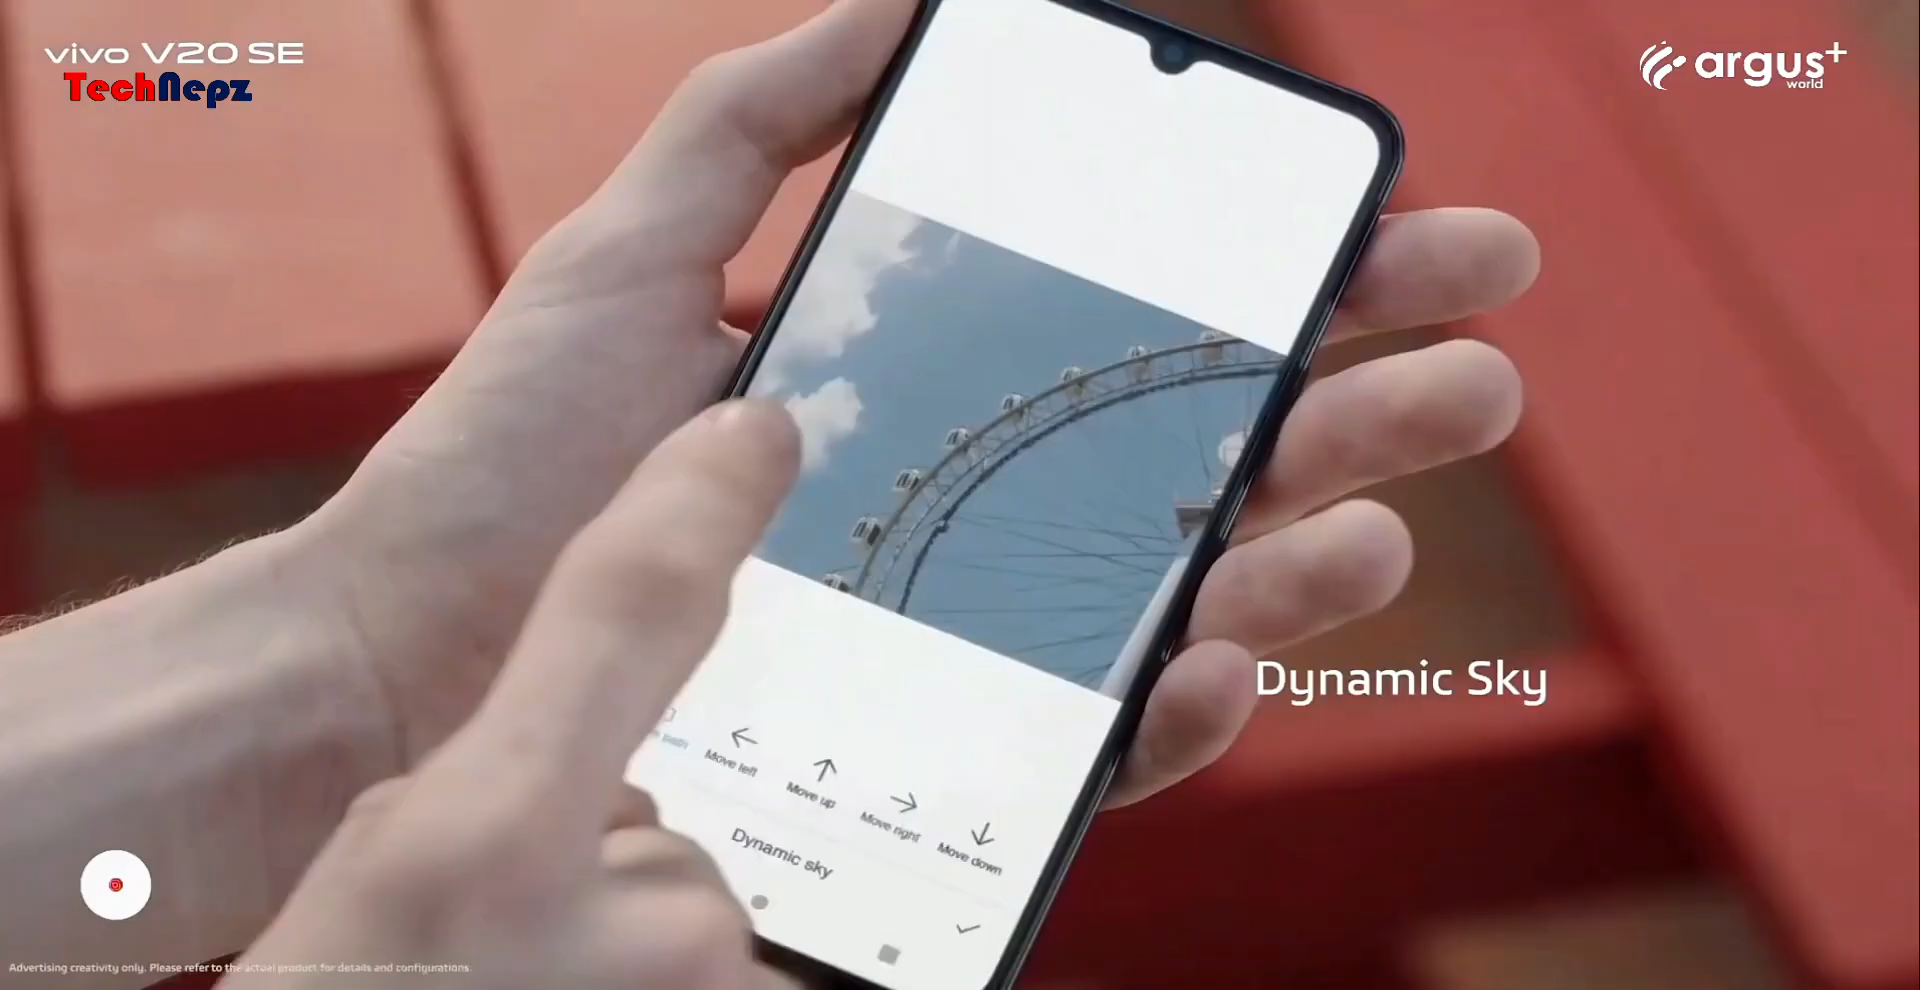 vivo V20 SE
TechNepz
argus+
world
Dynamic Sky
Move left
Move up
Move right
Move down
Dynamic sky
Advertising creativity only. Please refer to the actual product for details and configurations.